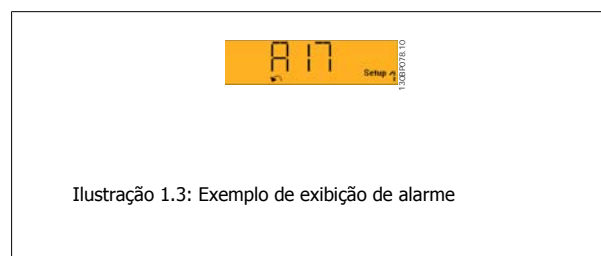 A17
Setup
130BP078.10
Ilustração 1.3: Exemplo de exibição de alarme